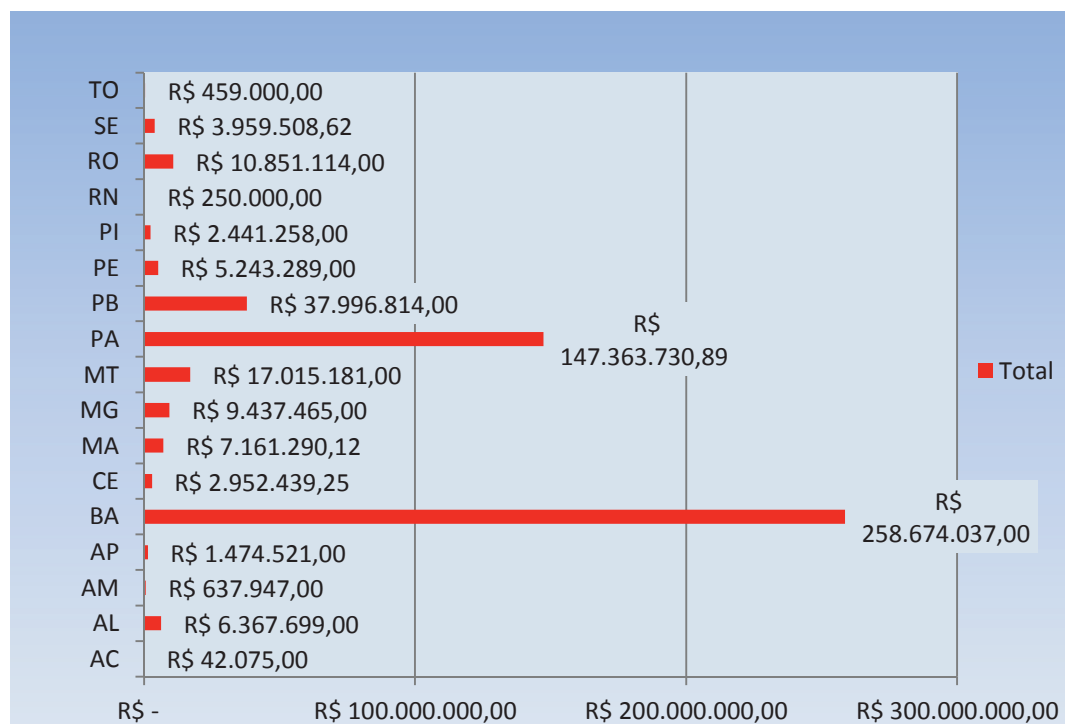 TO R$ 459.000,00
SE R$ 3.959.508,62
RO R$ 10.851.114,00
RN R$ 250.000,00
PI R$ 2.441.258,00
PE R$ 5.243.289,00
PB R$ 37.996.814,00
PA R$
147.363.730,89
MT R$ 17.015.181,00
Total
MG R$ 9.437.465,00
MA R$ 7.161.290,12
CE R$ 2.952.439,25
BA R$
258.674.037,00
AP R$ 1.474.521,00
AM R$ 637.947,00
AL R$ 6.367.699,00
AC R$ 42.075,00
R$ - R$ 100.000.000,00 R$ 200.000.000,00 R$ 300.000.000,00